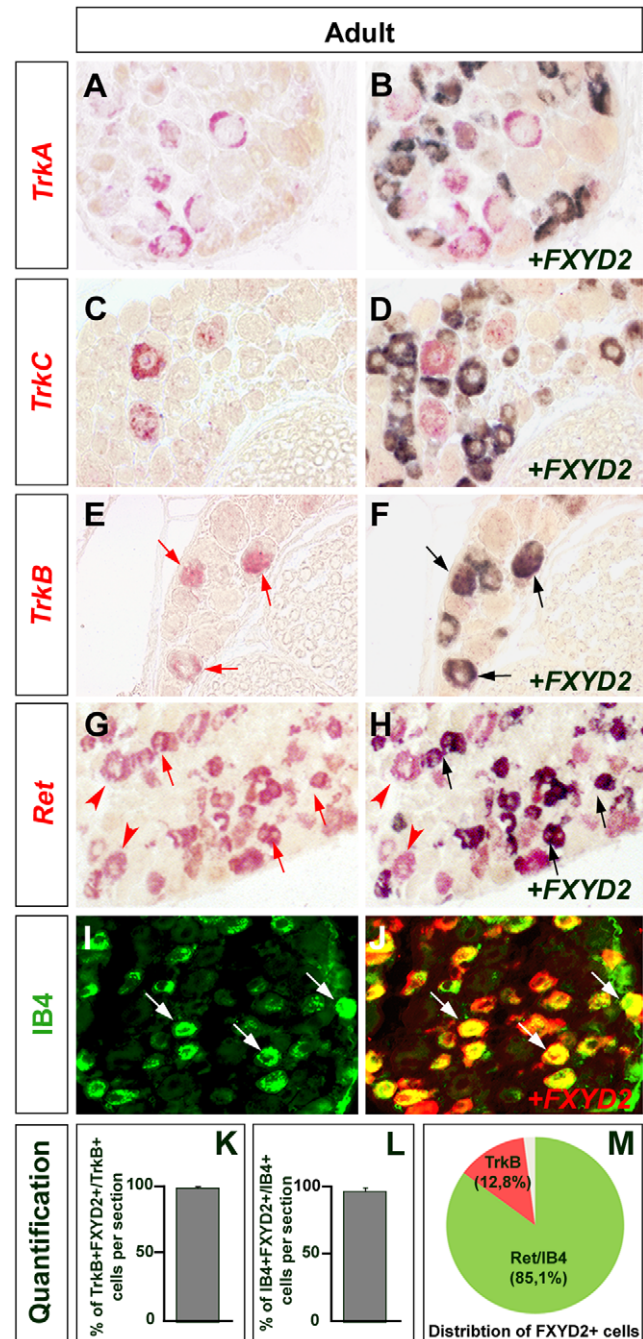 Adult
TrkA
A
B
+FXYD2
TrkC
C
D
+FXYD2
TrkB
E
F
+FXYD2
Ret
G
H
+FXYD2
IB4
I
J
+FXYD2
Quantification
K
% of TrkB+FXYD2+/TrkB+
cells per section
100
50
0
L
% of IB4+FXYD2+/IB4+
cells per section
100
50
0
M
TrkB
(12,8%)
Ret/IB4
(85,1%)
Distribtion of FXYD2+ cells